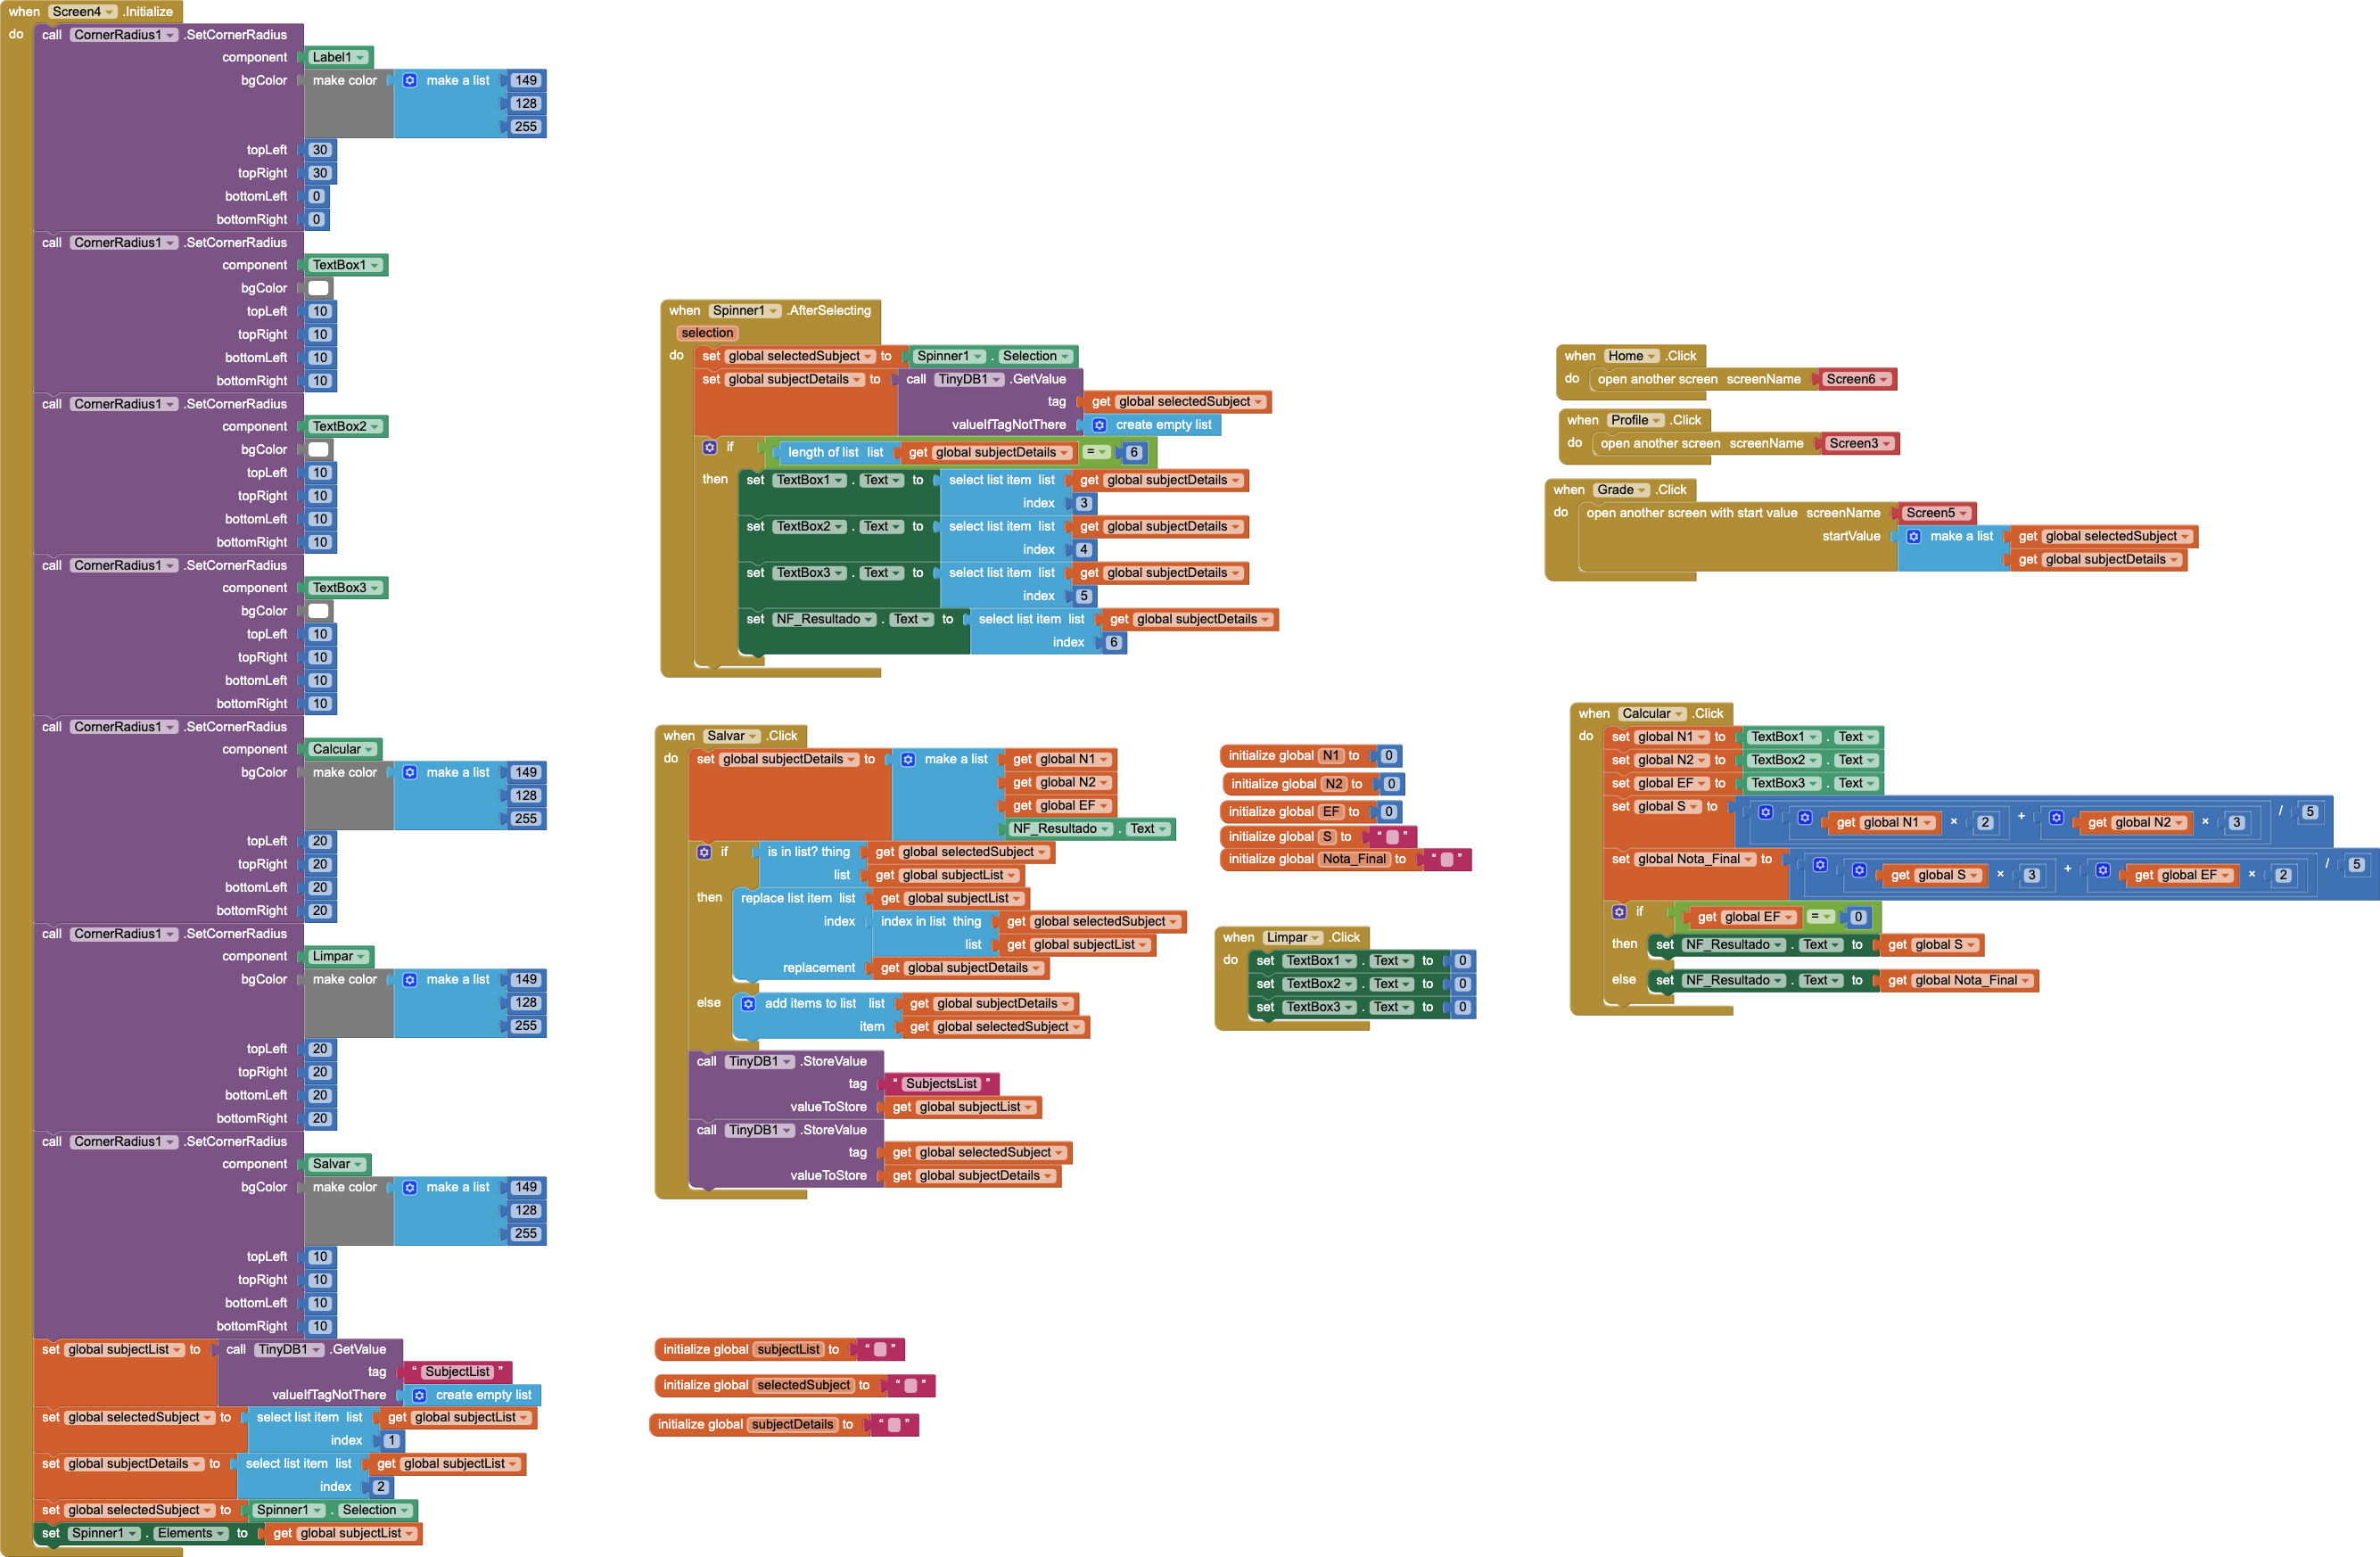 when Screen4 .Initialize
do call CornerRadius1 .SetCornerRadius
component Label1
bgColor make color make a list 149
128
255
topLeft 30
topRight 30
bottomLeft 0
bottomRight 0
call CornerRadius1 .SetCornerRadius
component TextBox1
bgColor
topLeft 10
topRight 10
bottomLeft 10
bottomRight 10
call CornerRadius1 .SetCornerRadius
component TextBox2
bgColor
topLeft 10
topRight 10
bottomLeft 10
bottomRight 10
call CornerRadius1 .SetCornerRadius
component TextBox3
bgColor
topLeft 10
topRight 10
bottomLeft 10
bottomRight 10
call CornerRadius1 .SetCornerRadius
component Calcular
bgColor make color make a list 149
128
255
topLeft 20
topRight 20
bottomLeft 20
bottomRight 20
call CornerRadius1 .SetCornerRadius
component Limpar
bgColor make color make a list 149
128
255
topLeft 20
topRight 20
bottomLeft 20
bottomRight 20
call CornerRadius1 .SetCornerRadius
component Salvar
bgColor make color make a list 149
128
255
topLeft 10
topRight 10
bottomLeft 10
bottomRight 10
set global subjectList to call TinyDB1 .GetValue
tag “ SubjectList ”
valueIfTagNotThere create empty list
set global selectedSubject to select list item list get global subjectList
index 1
set global subjectDetails to select list item list get global subjectList
index 2
set global selectedSubject to Spinner1 . Selection
set Spinner1 . Elements to get global subjectList
when Spinner1 .AfterSelecting
selection
do set global selectedSubject to Spinner1 . Selection
set global subjectDetails to call TinyDB1 .GetValue
tag get global selectedSubject
valueIfTagNotThere create empty list
if length of list list get global subjectDetails = 6
then set TextBox1 . Text to select list item list get global subjectDetails
index 3
set TextBox2 . Text to select list item list get global subjectDetails
index 4
set TextBox3 . Text to select list item list get global subjectDetails
index 5
set NF_Resultado . Text to select list item list get global subjectDetails
index 6
when Salvar .Click
do set global subjectDetails to make a list get global N1
get global N2
get global EF
NF_Resultado . Text
if is in list? thing get global selectedSubject
list get global subjectList
then replace list item list get global subjectList
index index in list thing get global selectedSubject
list get global subjectList
replacement get global subjectDetails
else add items to list list get global subjectDetails
item get global selectedSubject
call TinyDB1 .StoreValue
tag “ SubjectsList ”
valueToStore get global subjectList
call TinyDB1 .StoreValue
tag get global selectedSubject
valueToStore get global subjectDetails
initialize global subjectList to “ ”
initialize global selectedSubject to “ ”
initialize global subjectDetails to “ ”
initialize global N1 to 0
initialize global N2 to 0
initialize global EF to 0
initialize global S to “ ”
initialize global Nota_Final to “ ”
when Limpar .Click
do set TextBox1 . Text to 0
set TextBox2 . Text to 0
set TextBox3 . Text to 0
when Home .Click
do open another screen screenName Screen6
when Profile .Click
do open another screen screenName Screen3
when Grade .Click
do open another screen with start value screenName Screen5
startValue make a list get global selectedSubject
get global subjectDetails
when Calcular .Click
do set global N1 to TextBox1 . Text
set global N2 to TextBox2 . Text
set global EF to TextBox3 . Text
set global S to get global N1 × 2 + get global N2 × 3 / 5
set global Nota_Final to get global S × 3 + get global EF × 2 / 5
if get global EF = 0
then set NF_Resultado . Text to get global S
else set NF_Resultado . Text to get global Nota_Final